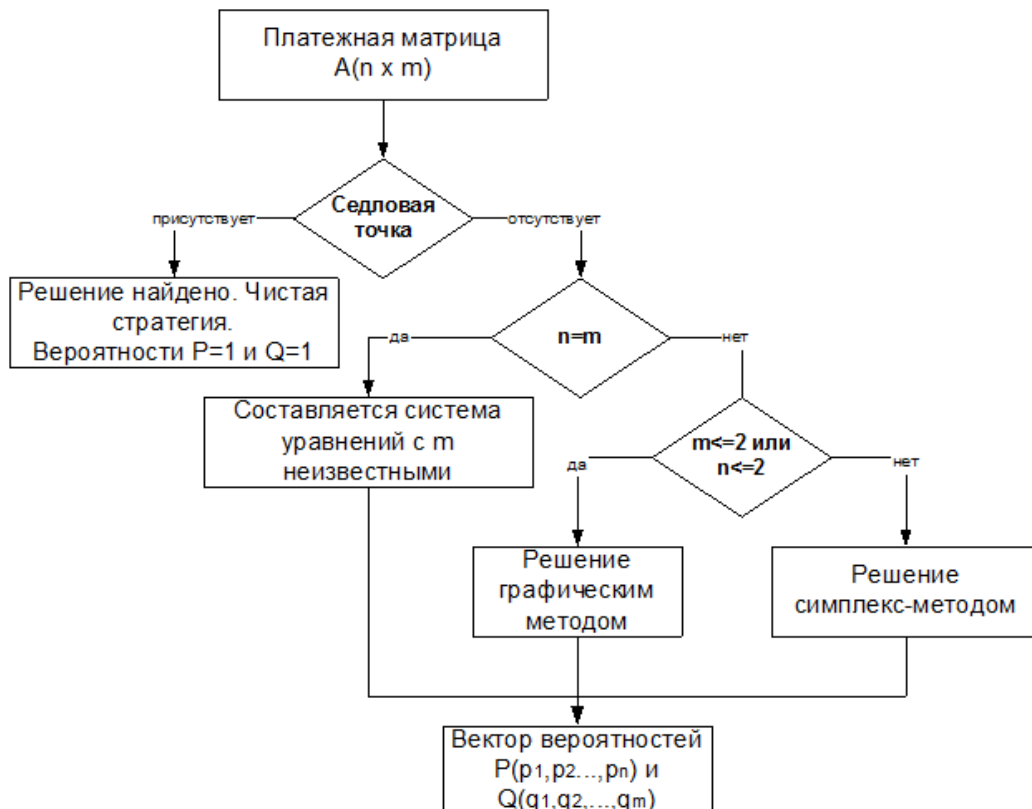 Платежная матрица
A(n x m)
Седловая
точка
присутствует
отсутствует
Решение найдено. Чистая
стратегия.
Вероятности P=1 и Q=1
n=m
да
нет
Составляется система
уравнений с m
неизвестными
m<=2 или
n<=2
да
нет
Решение
графическим
методом
Решение
симплекс-методом
Вектор вероятностей
P(p1,p2...,pn) и
Q(q1,q2,...,qm)